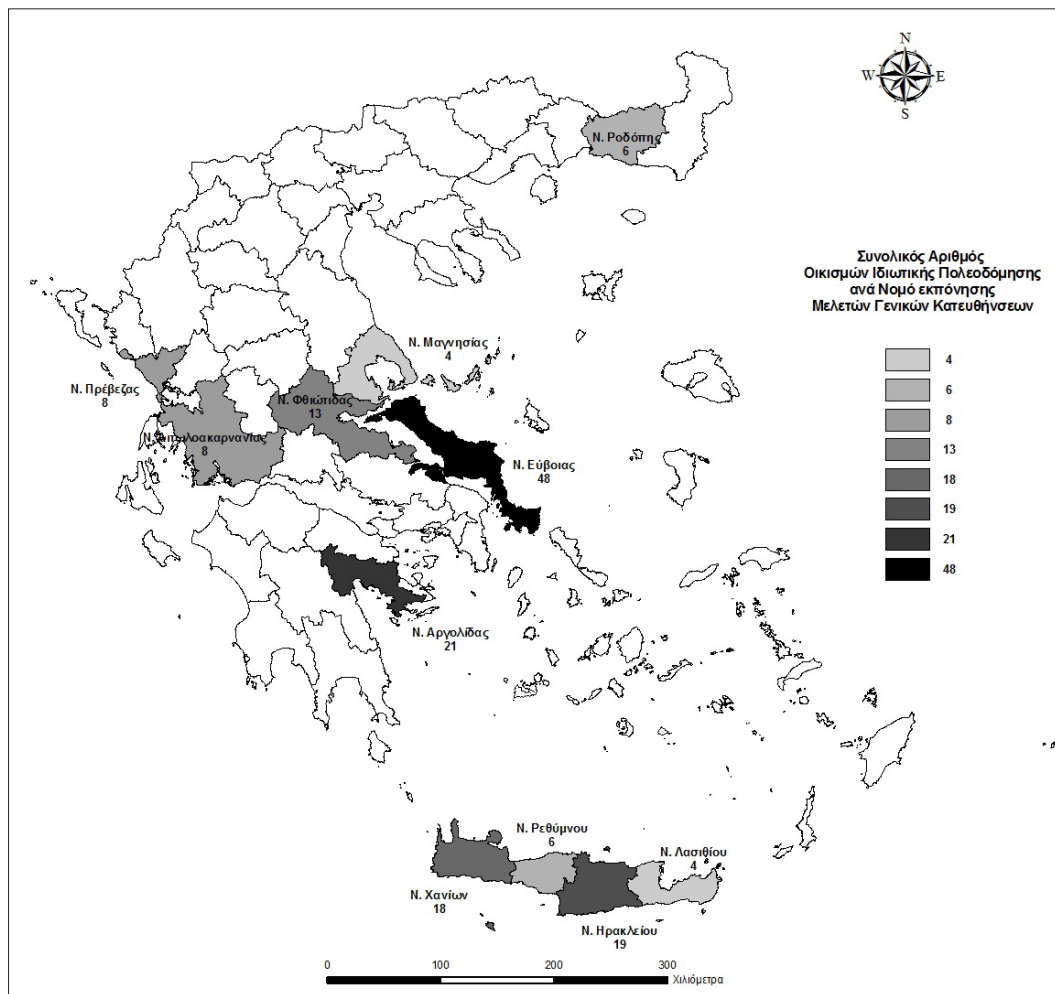 N
W
E
S
Ν. Ροδόπης
6
Συνολικός Αριθμός
Οικισμών Ιδιωτικής Πολεοδόμησης
ανά Νομό εκπόνησης
Μελετών Γενικών Κατευθήνσεων
4
6
8
13
18
19
21
48
Ν. Μαγνησίας
4
Ν. Πρέβεζας
8
Ν. Φθιώτιδας
13
Ν. Αιτωλοακαρνανίας
8
Ν. Εύβοιας
48
Ν. Αργολίδας
21
Ν. Ρεθύμνου
6
Ν. Λασιθίου
4
Ν. Χανίων
18
Ν. Ηρακλείου
19
0 100 200 300
Χιλιόμετρα